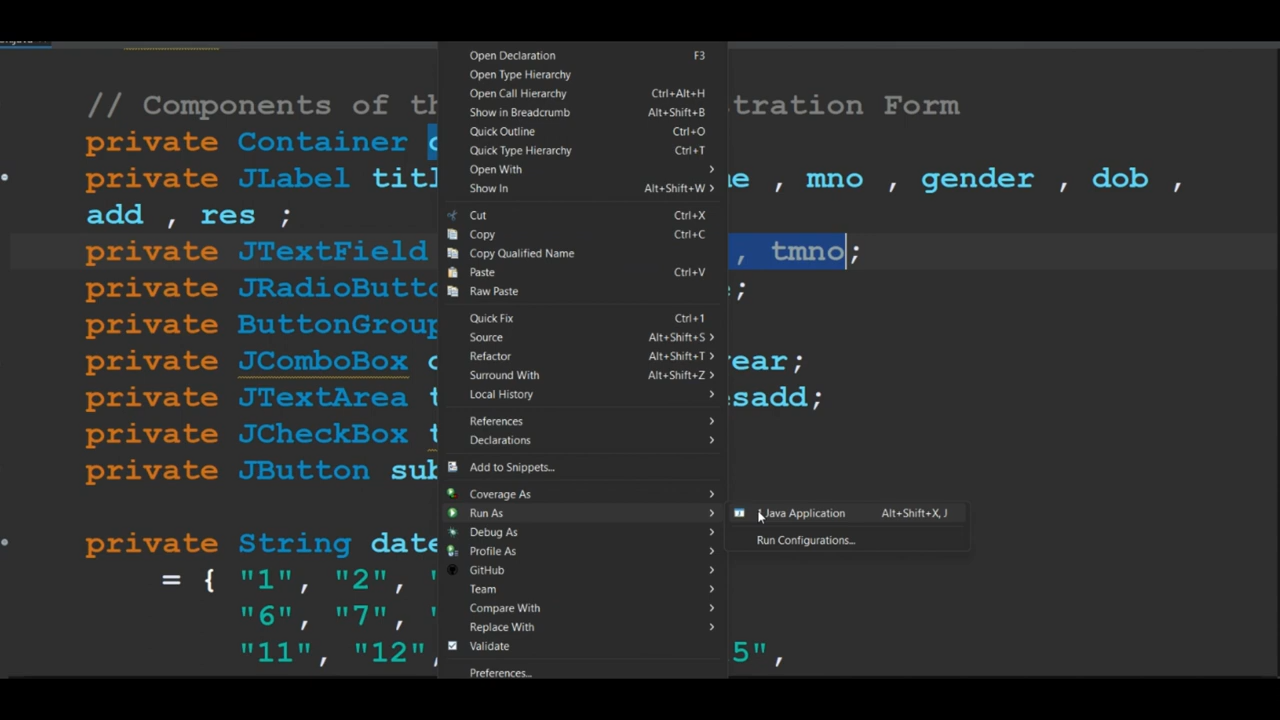 // Components of th
stration Form
private Container c
private JLabel titl
me , mno , gender , dob ,
add , res ;
private JTextField
, tmno;
private JRadioButto
e;
private ButtonGroup
private JComboBox
year;
private JTextArea t
esadd;
private JCheckBox t
private JButton sub
private String date
= { "1", "2", "
"6", "7", "
"11", "12",
5",
Open Declaration F3
Open Type Hierarchy
Open Call Hierarchy Ctrl+Alt+H
Show in Breadcrumb Alt+Shift+B
Quick Outline Ctrl+O
Quick Type Hierarchy Ctrl+T
Open With
Show In Alt+Shift+W
Cut Ctrl+X
Copy Ctrl+C
Copy Qualified Name
Paste Ctrl+V
Raw Paste
Quick Fix Ctrl+1
Source Alt+Shift+S
Refactor Alt+Shift+T
Surround With Alt+Shift+Z
Local History
References
Declarations
Add to Snippets...
Coverage As
Run As
Debug As
Profile As
GitHub
Team
Compare With
Replace With
Validate
Preferences...
Java Application Alt+Shift+X, J
Run Configurations...